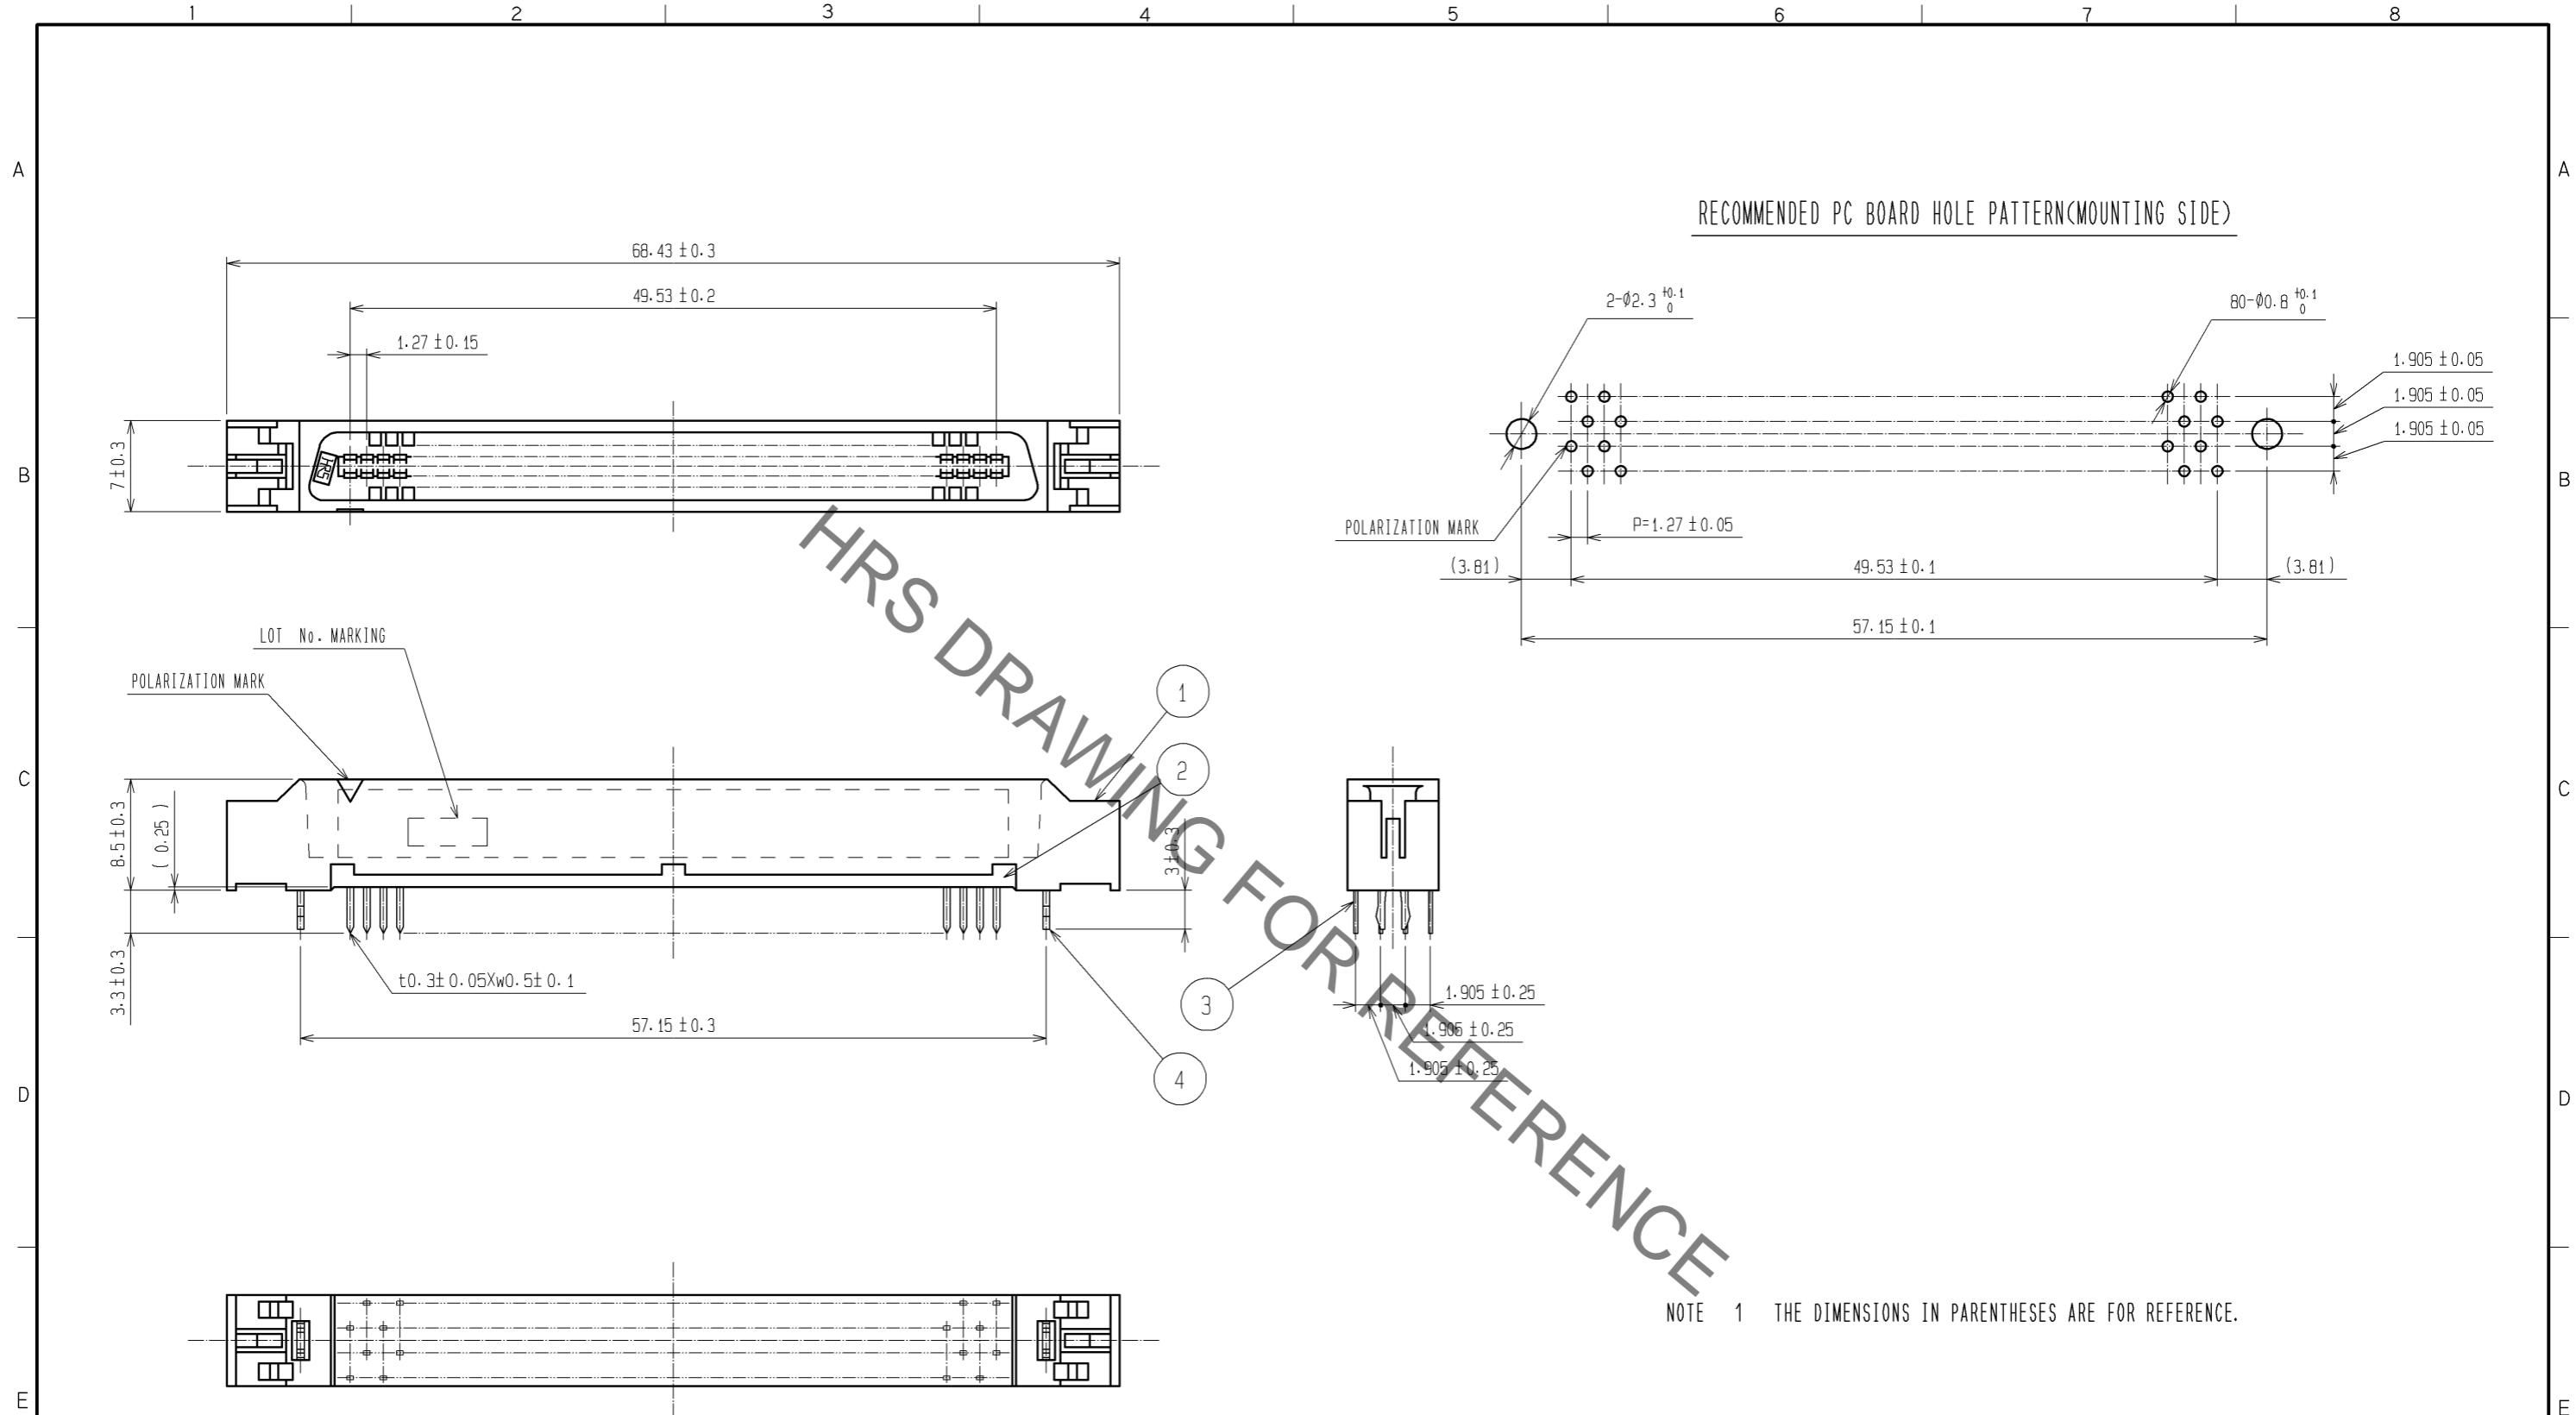 1 2 3 4 5 6 7 8
A A
RECOMMENDED PC BOARD HOLE PATTERN(MOUNTING SIDE)
68.43±0.3
49.53±0.2
1.27±0.15
7±0.3
HRS
2-Ø2.3 +0.1 0
80-Ø0.8 +0.1 0
1.905±0.05
1.905±0.05
1.905±0.05
B B
POLARIZATION MARK
P=1.27±0.05
(3.81)
49.53±0.1
(3.81)
57.15±0.1
LOT No. MARKING
POLARIZATION MARK
1
2
C C
8.5±0.3
(0.25)
3±0.3
3.3±0.3
t0.3±0.05Xw0.5±0.1
57.15±0.3
3
4
1.905±0.25
1.905±0.25
1.905±0.25
D D
HRS DRAWING FOR REFERENCE
NOTE 1 THE DIMENSIONS IN PARENTHESES ARE FOR REFERENCE.
E E